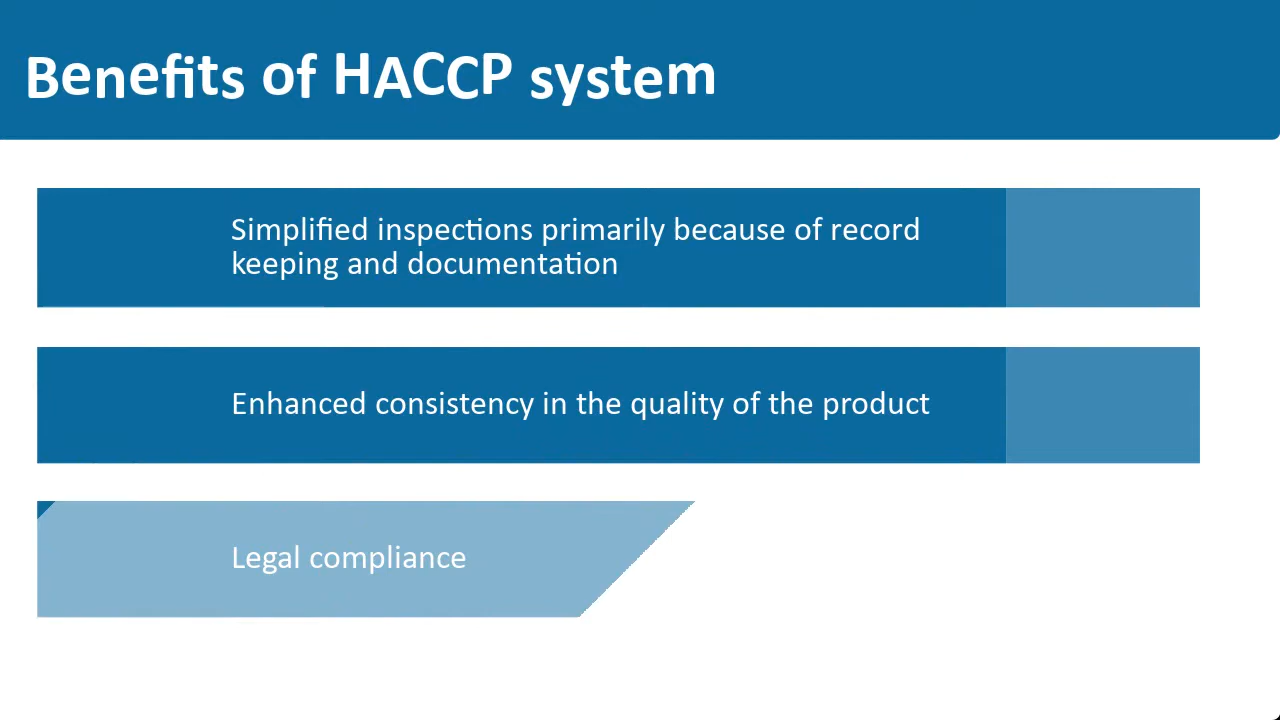 Benefits of HACCP system
Simplified inspections primarily because of record
keeping and documentation
Enhanced consistency in the quality of the product
Legal compliance